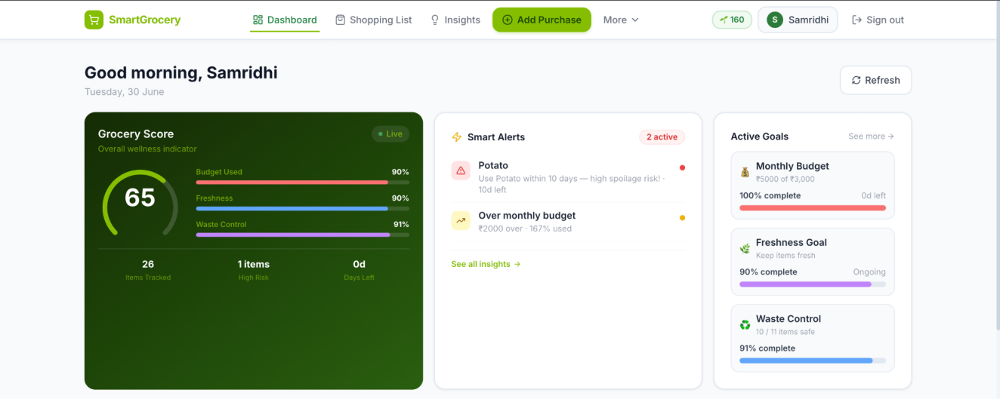 SmartGrocery
Dashboard
Shopping List
Insights
Add Purchase
More
160
S
Samridhi
Sign out
Good morning, Samridhi
Tuesday, 30 June
Refresh
Grocery Score
Live
Overall wellness indicator
65
Budget Used 90%
Freshness 90%
Waste Control 91%
26
Items Tracked
1 items
High Risk
0d
Days Left
Smart Alerts
2 active
Potato
Use Potato within 10 days — high spoilage risk! ·
10d left
Over monthly budget
₹2000 over · 167% used
See all insights →
Active Goals
See more →
Monthly Budget
₹5000 of ₹3,000
100% complete 0d left
Freshness Goal
Keep items fresh
90% complete Ongoing
Waste Control
10 / 11 items safe
91% complete